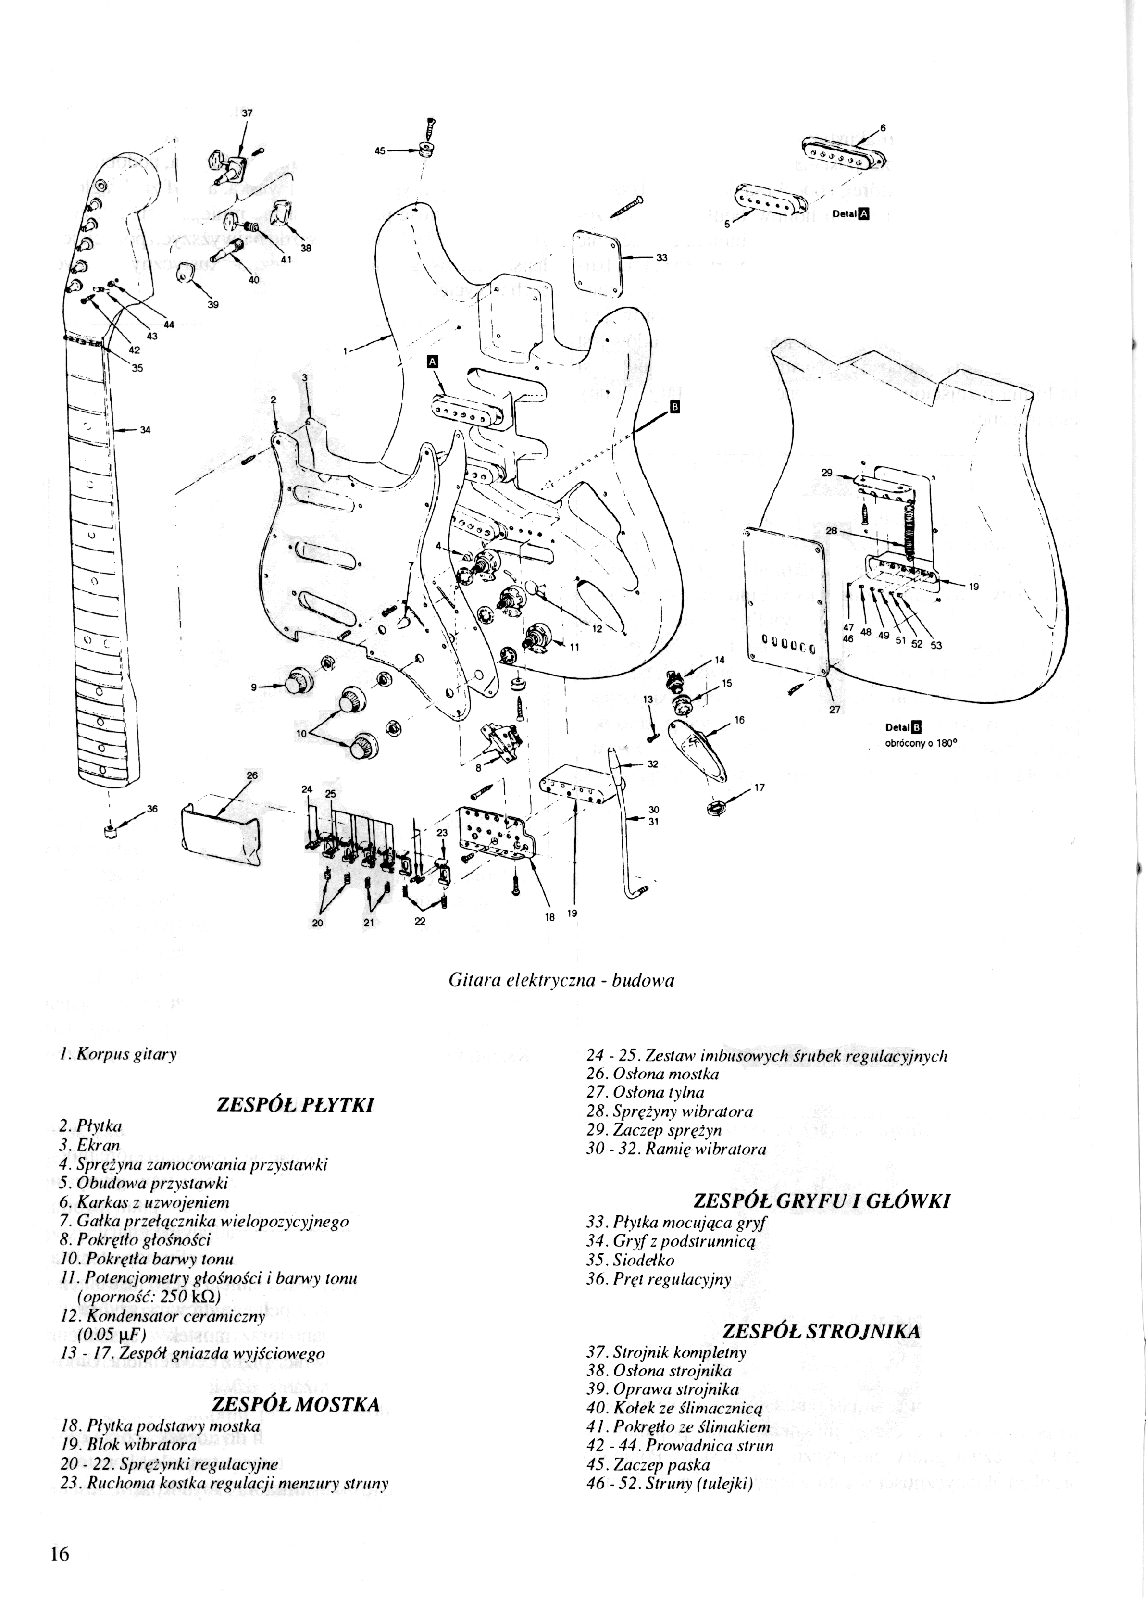 37
6
45
Detal A
5
38
33
41
40
39
44
43
42
35
1
A
3
2
B
34
29
28
4
7
19
12
47
46
48
49
51
52
53
11
14
9
15
13
27
10
16
Detal B
obrócony o 180°
8
32
26
17
24
25
36
30
31
23
20
21
22
18
19
Gitara elektryczna - budowa
1. Korpus gitary
ZESPÓŁ PŁYTKI
2. Płytka
3. Ekran
4. Sprężyna zamocowania przystawki
5. Obudowa przystawki
6. Karkas z uzwojeniem
7. Gałka przełącznika wielopozycyjnego
8. Pokrętło głośności
10. Pokrętła barwy tonu
11. Potencjometry głośności i barwy tonu
(oporność: 250 kΩ)
12. Kondensator ceramiczny
(0.05 μF)
13 - 17. Zespół gniazda wyjściowego
ZESPÓŁ MOSTKA
18. Płytka podstawy mostka
19. Blok wibratora
20 - 22. Sprężynki regulacyjne
23. Ruchoma kostka regulacji menzury struny
24 - 25. Zestaw imbusowych śrubek regulacyjnych
26. Osłona mostka
27. Osłona tylna
28. Sprężyny wibratora
29. Zaczep sprężyn
30 - 32. Ramię wibratora
ZESPÓŁ GRYFU I GŁÓWKI
33. Płytka mocująca gryf
34. Gryf z podstrunnicą
35. Siodełko
36. Pręt regulacyjny
ZESPÓŁ STROJNIKA
37. Strojnik kompletny
38. Osłona strojnika
39. Oprawa strojnika
40. Kołek ze ślimacznicą
41. Pokrętło ze ślimakiem
42 - 44. Prowadnica strun
45. Zaczep paska
46 - 52. Struny (tulejki)
16